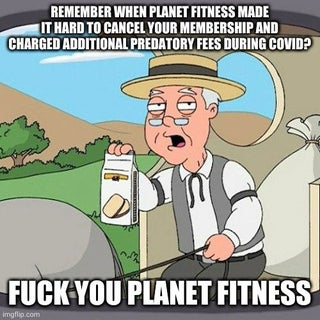 REMEMBER WHEN PLANET FITNESS MADE
IT HARD TO CANCEL YOUR MEMBERSHIP AND
CHARGED ADDITIONAL PREDATORY FEES DURING COVID?
FUCK YOU PLANET FITNESS
imgflip.com